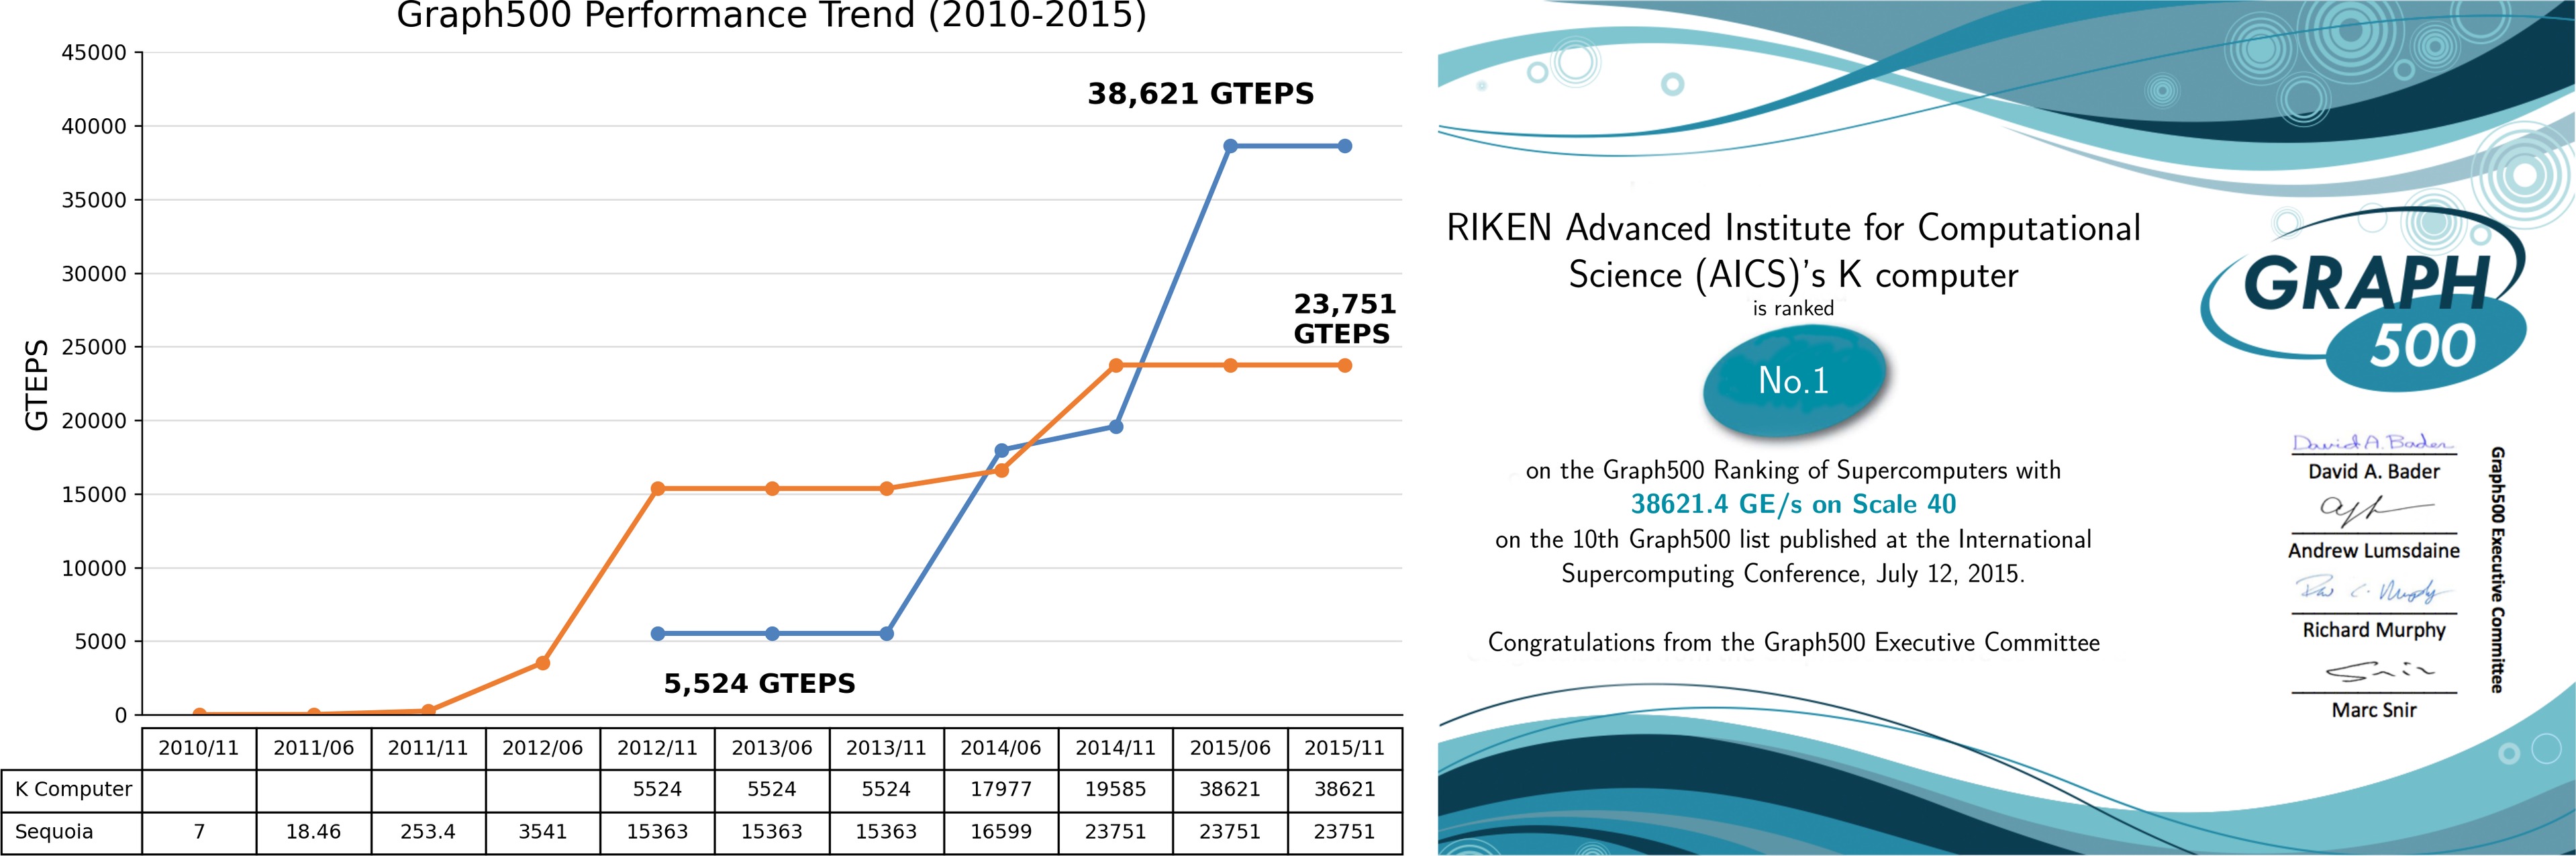 Graph500 Performance Trend (2010-2015)
GTEPS
45000
40000
35000
30000
25000
20000
15000
10000
5000
0
38,621 GTEPS
23,751
GTEPS
5,524 GTEPS
2010/11 2011/06 2011/11 2012/06 2012/11 2013/06 2013/11 2014/06 2014/11 2015/06 2015/11
K Computer 5524 5524 5524 17977 19585 38621 38621
Sequoia 7 18.46 253.4 3541 15363 15363 15363 16599 23751 23751 23751
RIKEN Advanced Institute for Computational
Science (AICS)'s K computer
is ranked
No.1
on the Graph500 Ranking of Supercomputers with
38621.4 GE/s on Scale 40
on the 10th Graph500 list published at the International
Supercomputing Conference, July 12, 2015.
Congratulations from the Graph500 Executive Committee
GRAPH
500
David A. Bader
David A. Bader
Andrew Lumsdaine
Richard Murphy
Snir
Marc Snir
Graph500 Executive Committee